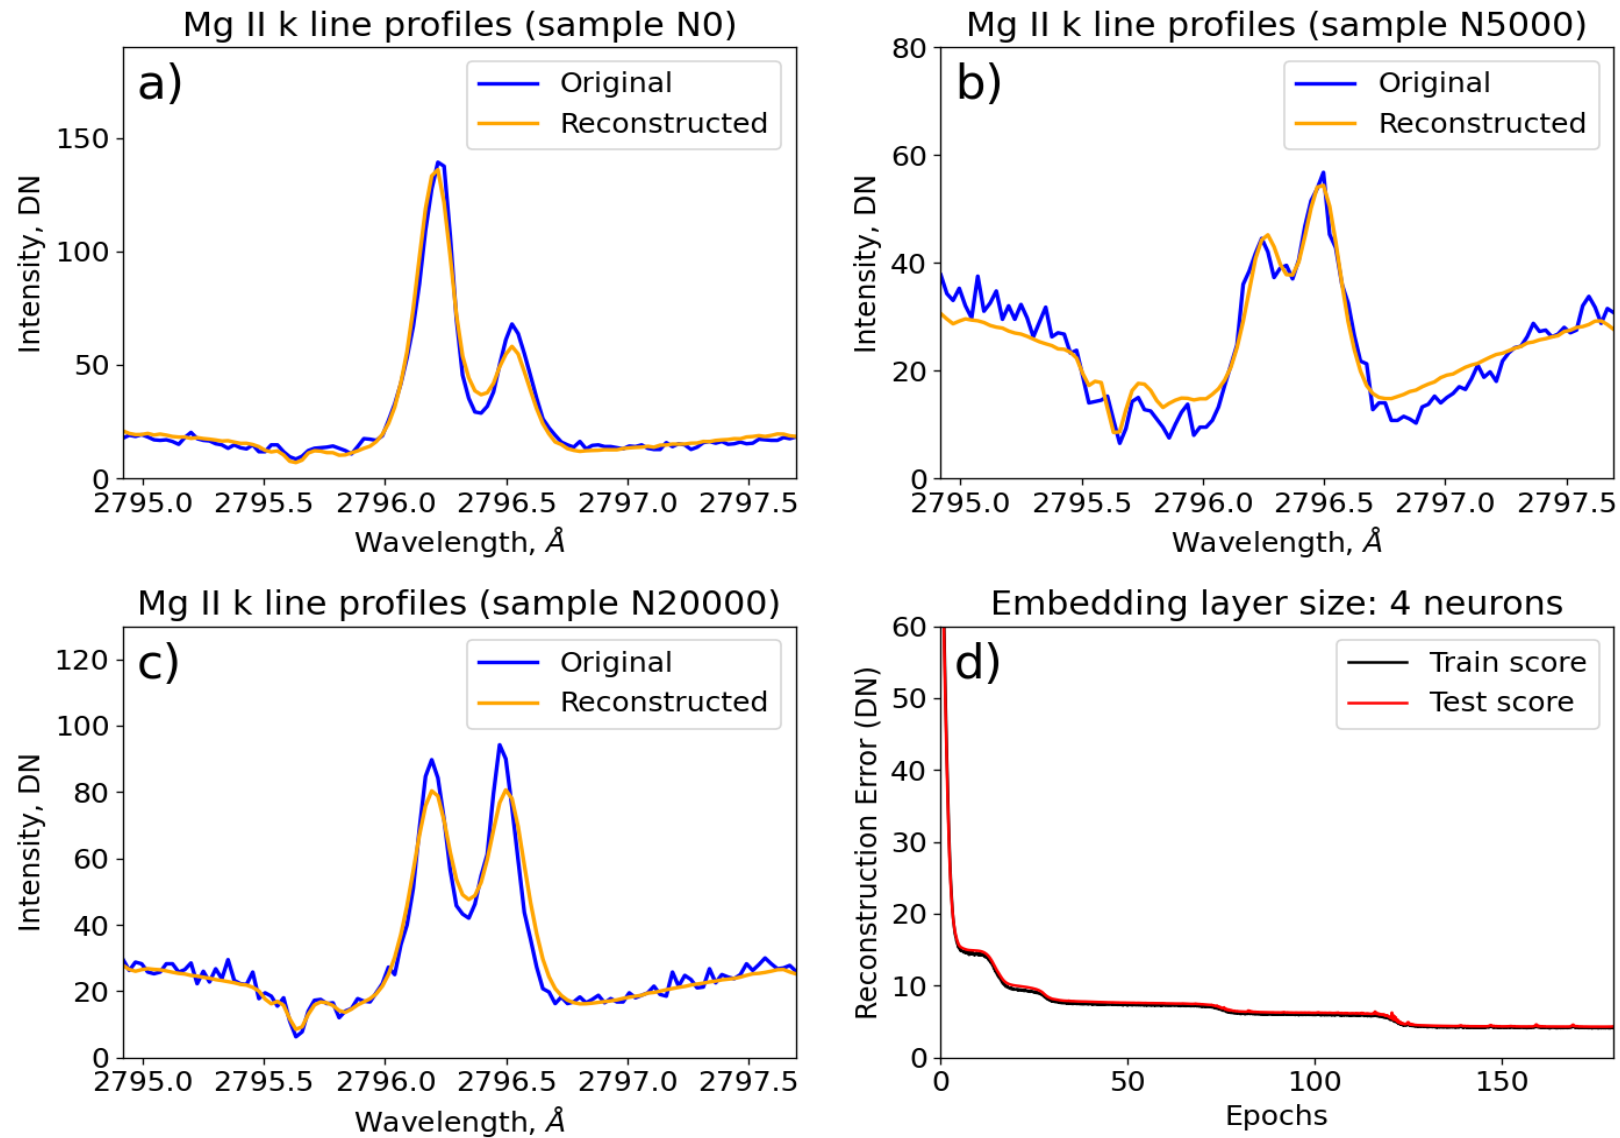 Mg II k line profiles (sample N0)
a)
Original
Reconstructed
Intensity, DN
150
100
50
0
2795.0 2795.5 2796.0 2796.5 2797.0 2797.5
Wavelength, Å
Mg II k line profiles (sample N5000)
b)
Original
Reconstructed
Intensity, DN
80
60
40
20
0
2795.0 2795.5 2796.0 2796.5 2797.0 2797.5
Wavelength, Å
Mg II k line profiles (sample N20000)
c)
Original
Reconstructed
Intensity, DN
120
100
80
60
40
20
0
2795.0 2795.5 2796.0 2796.5 2797.0 2797.5
Wavelength, Å
Embedding layer size: 4 neurons
d)
Train score
Test score
Reconstruction Error (DN)
60
50
40
30
20
10
0
0 50 100 150
Epochs